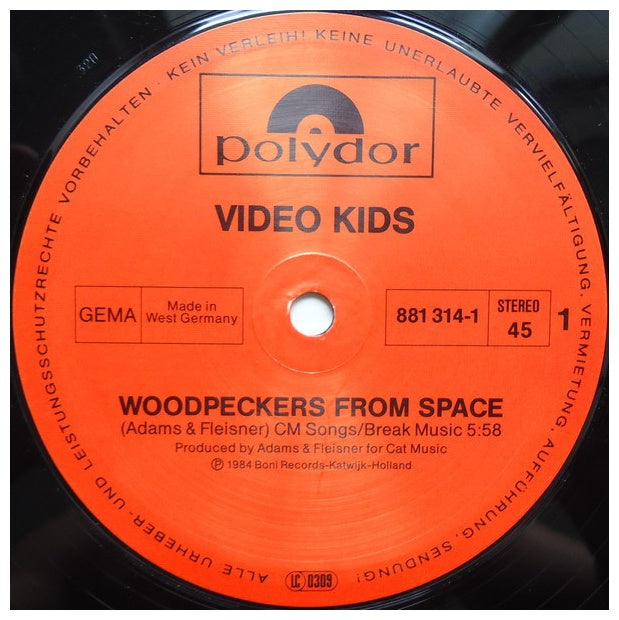 ALLE URHEBER- UND LEISTUNGSSCHUTZRECHTE VORBEHALTEN · KEIN VERLEIH! KEINE UNERLAUBTE VERVIELFÄLTIGUNG, VERMIETUNG, AUFFÜHRUNG, SENDUNG!
320
polydor
VIDEO KIDS
GEMA
Made in
West Germany
881 314-1
STEREO
45
1
WOODPECKERS FROM SPACE
(Adams & Fleisner) CM Songs/Break Music 5:58
Produced by Adams & Fleisner for Cat Music
℗ 1984 Boni Records-Katwijk-Holland
LC 0309